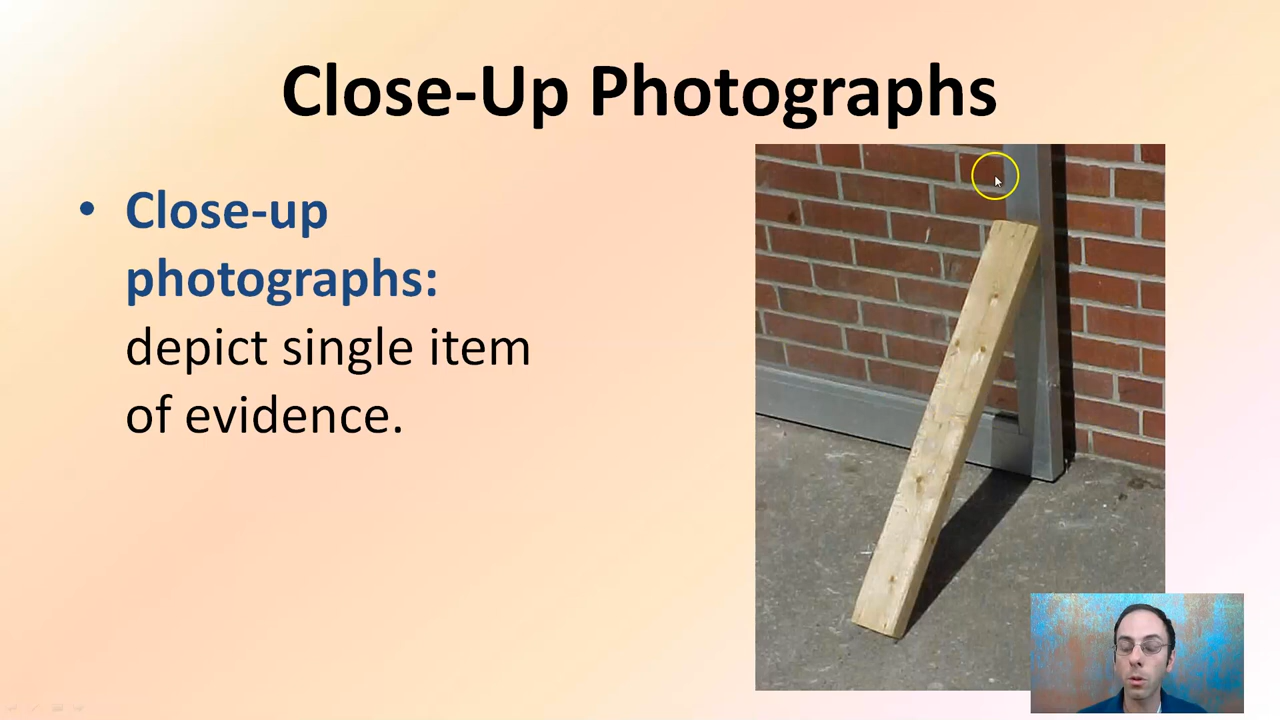 Close-Up Photographs
• Close-up
photographs:
depict single item
of evidence.